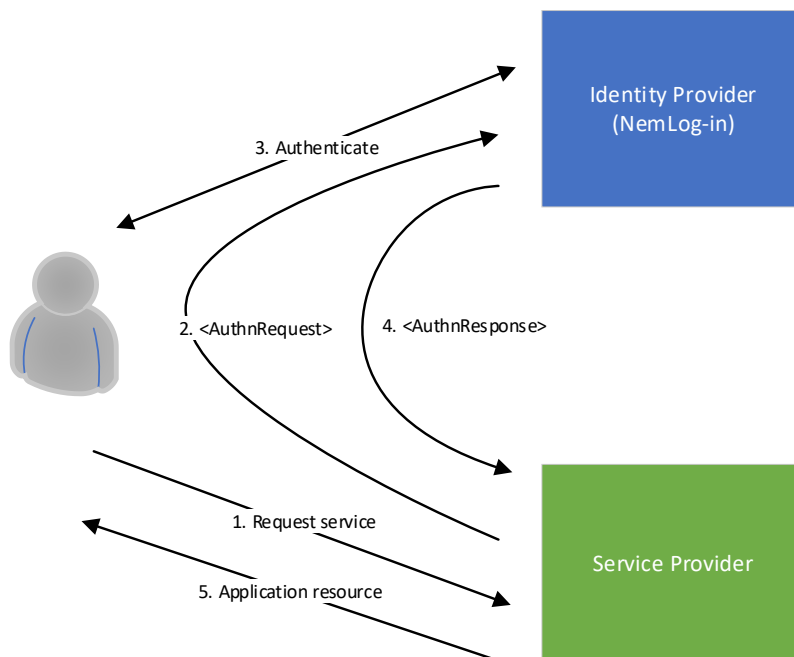 Identity Provider
(NemLog-in)
3. Authenticate
2. <AuthnRequest>
4. <AuthnResponse>
1. Request service
Service Provider
5. Application resource